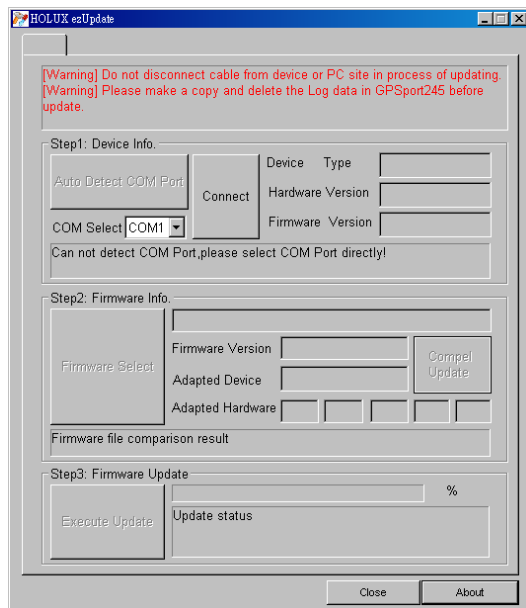 HOLUX ezUpdate
[Warning] Do not disconnect cable from device or PC site in process of updating.
[Warning] Please make a copy and delete the Log data in GPSport245 before
update.
Step1: Device Info.
Auto Detect COM Port
Connect
Device Type
Hardware Version
Firmware Version
COM Select COM1
Can not detect COM Port,please select COM Port directly!
Step2: Firmware Info.
Firmware Select
Firmware Version
Adapted Device
Adapted Hardware
Compel
Update
Firmware file comparison result
Step3: Firmware Update
%
Execute Update
Update status
Close
About